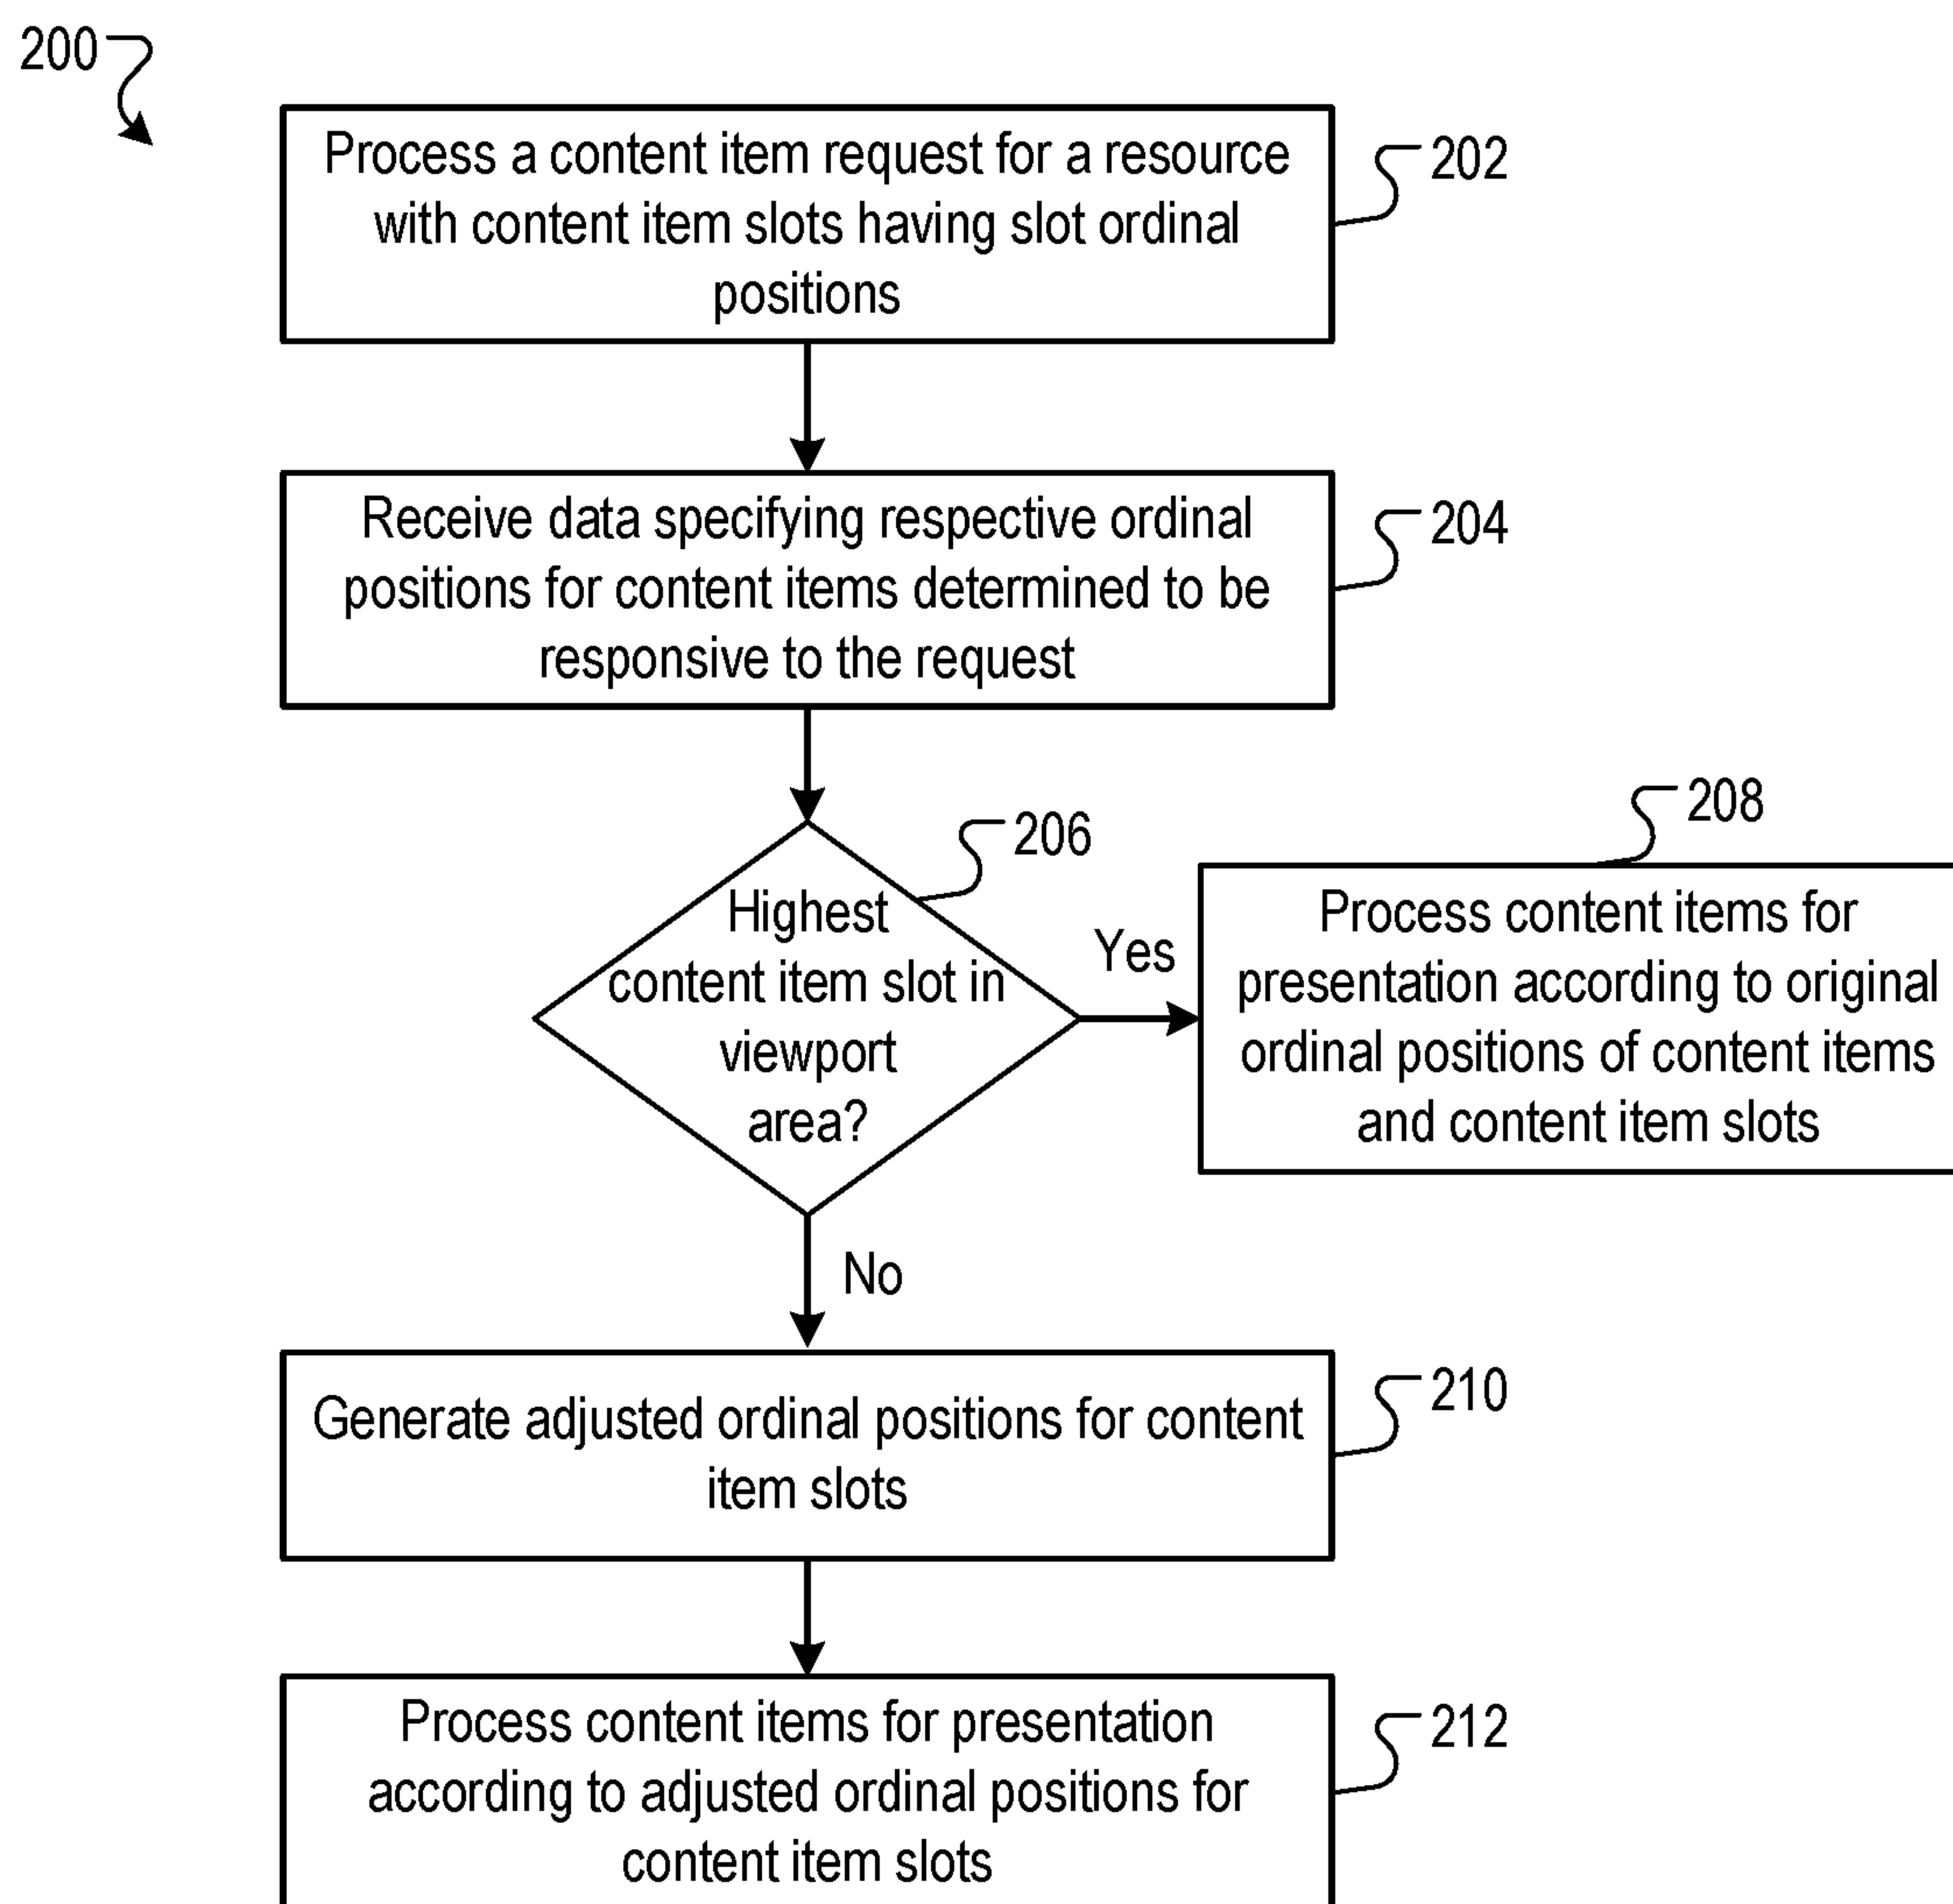 200
Process a content item request for a resource
with content item slots having slot ordinal
positions
202
Receive data specifying respective ordinal
positions for content items determined to be
responsive to the request
204
Highest
content item slot in
viewport
area?
206
Yes
208
Process content items for
presentation according to original
ordinal positions of content items
and content item slots
No
Generate adjusted ordinal positions for content
item slots
210
Process content items for presentation
according to adjusted ordinal positions for
content item slots
212